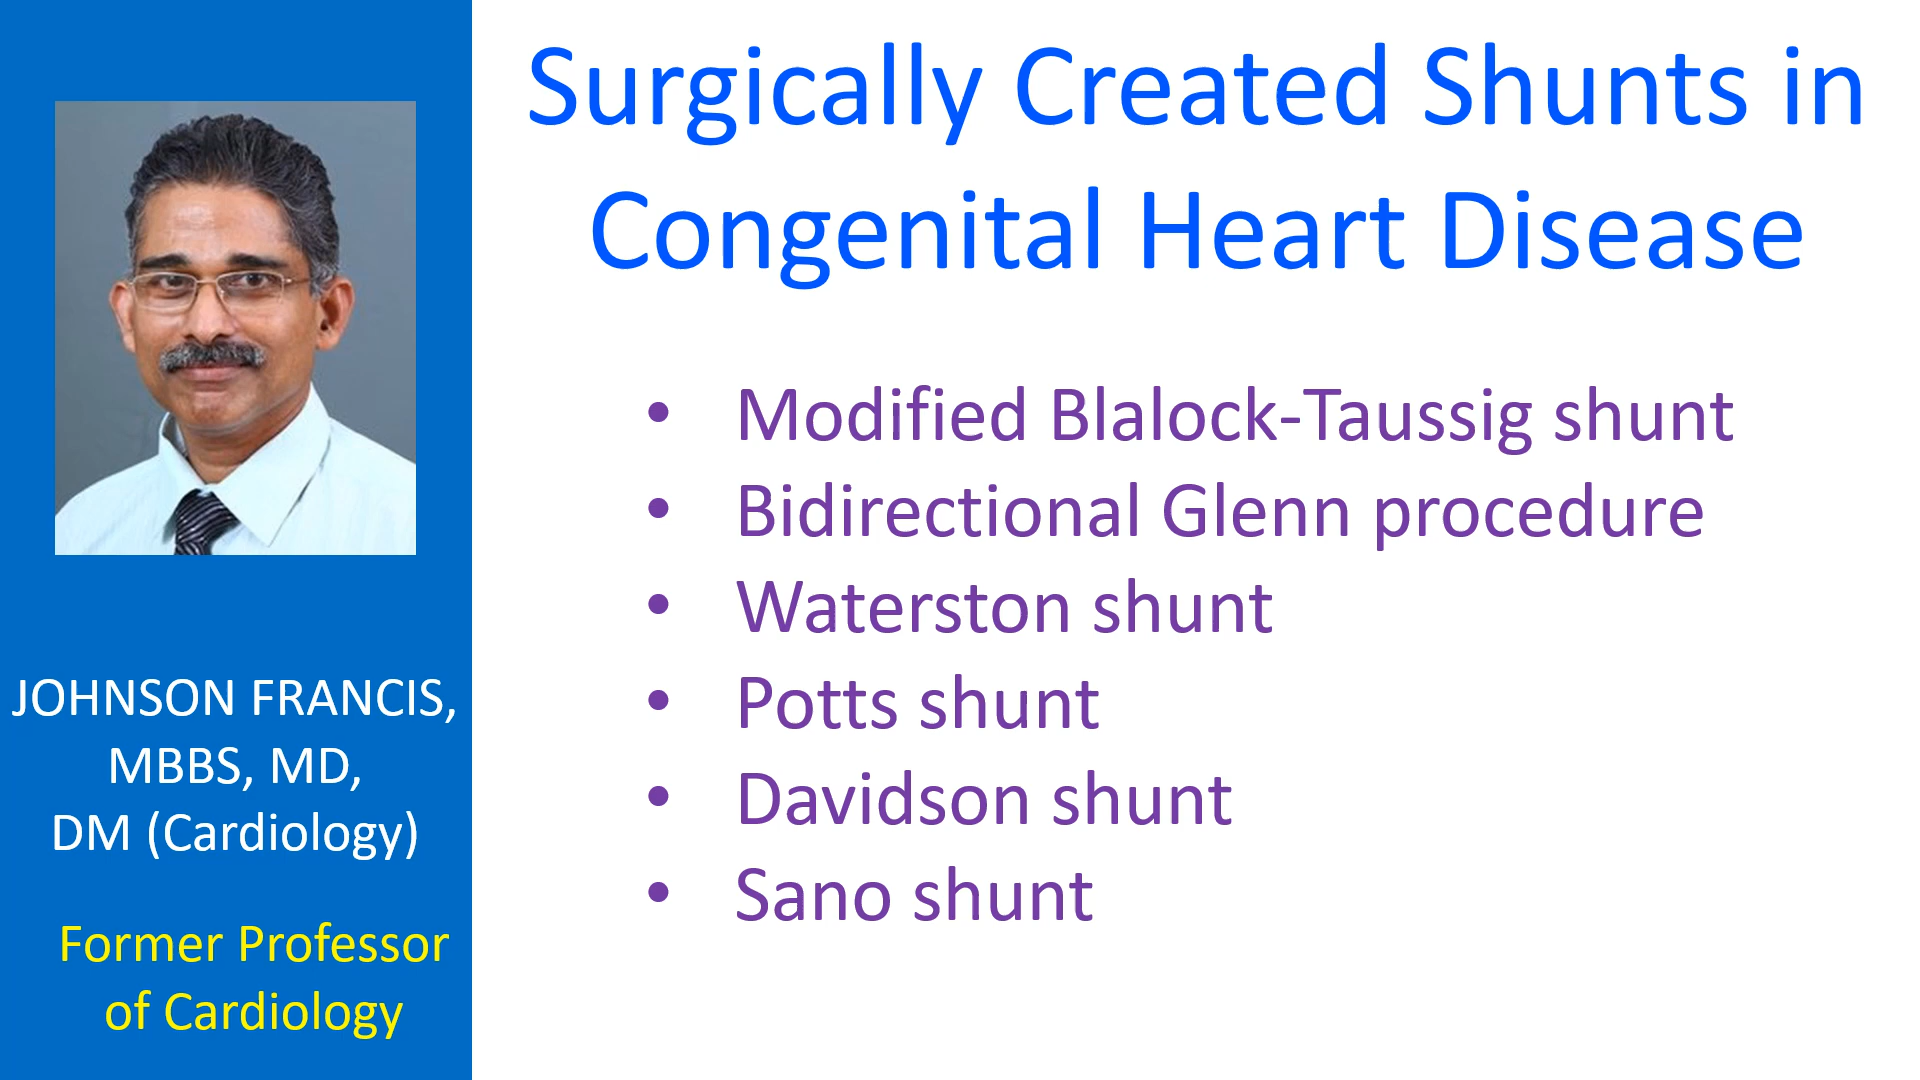 Surgically Created Shunts in
Congenital Heart Disease
• Modified Blalock-Taussig shunt
• Bidirectional Glenn procedure
• Waterston shunt
• Potts shunt
• Davidson shunt
• Sano shunt
JOHNSON FRANCIS,
MBBS, MD,
DM (Cardiology)
Former Professor
of Cardiology